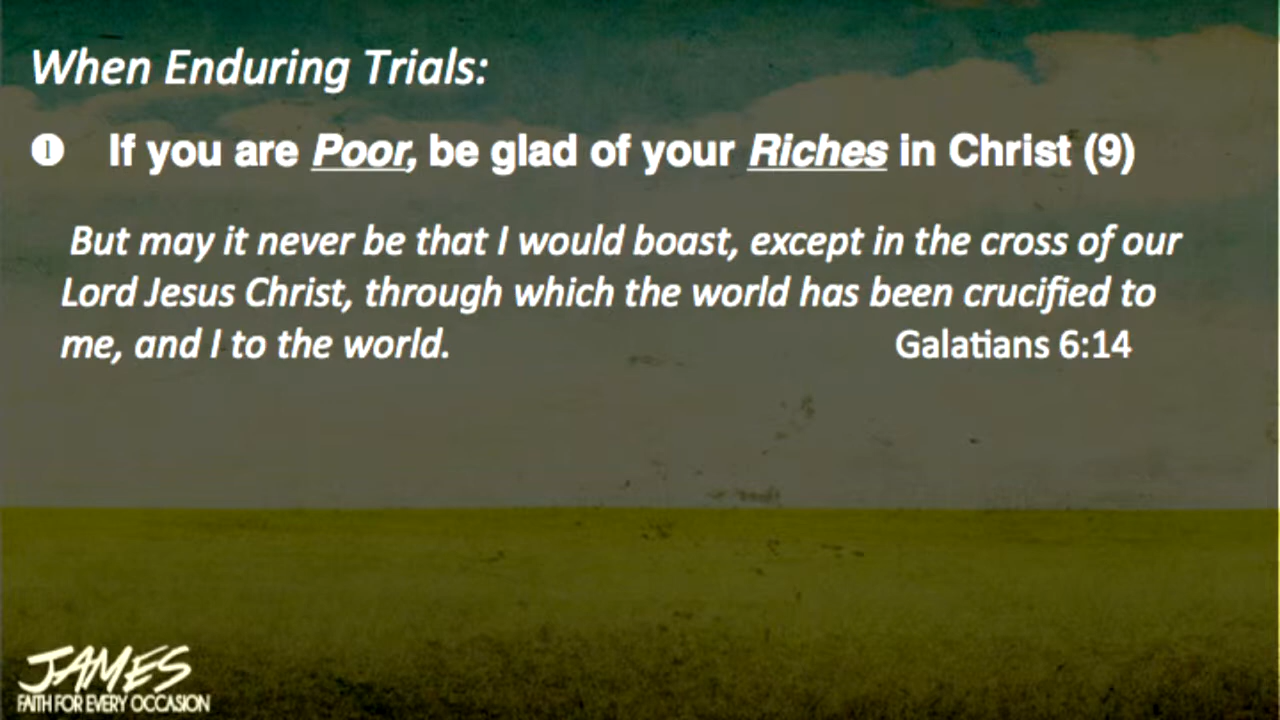 When Enduring Trials:
❶ If you are Poor, be glad of your Riches in Christ (9)
But may it never be that I would boast, except in the cross of our
Lord Jesus Christ, through which the world has been crucified to
me, and I to the world. Galatians 6:14
JAMES
FAITH FOR EVERY OCCASION